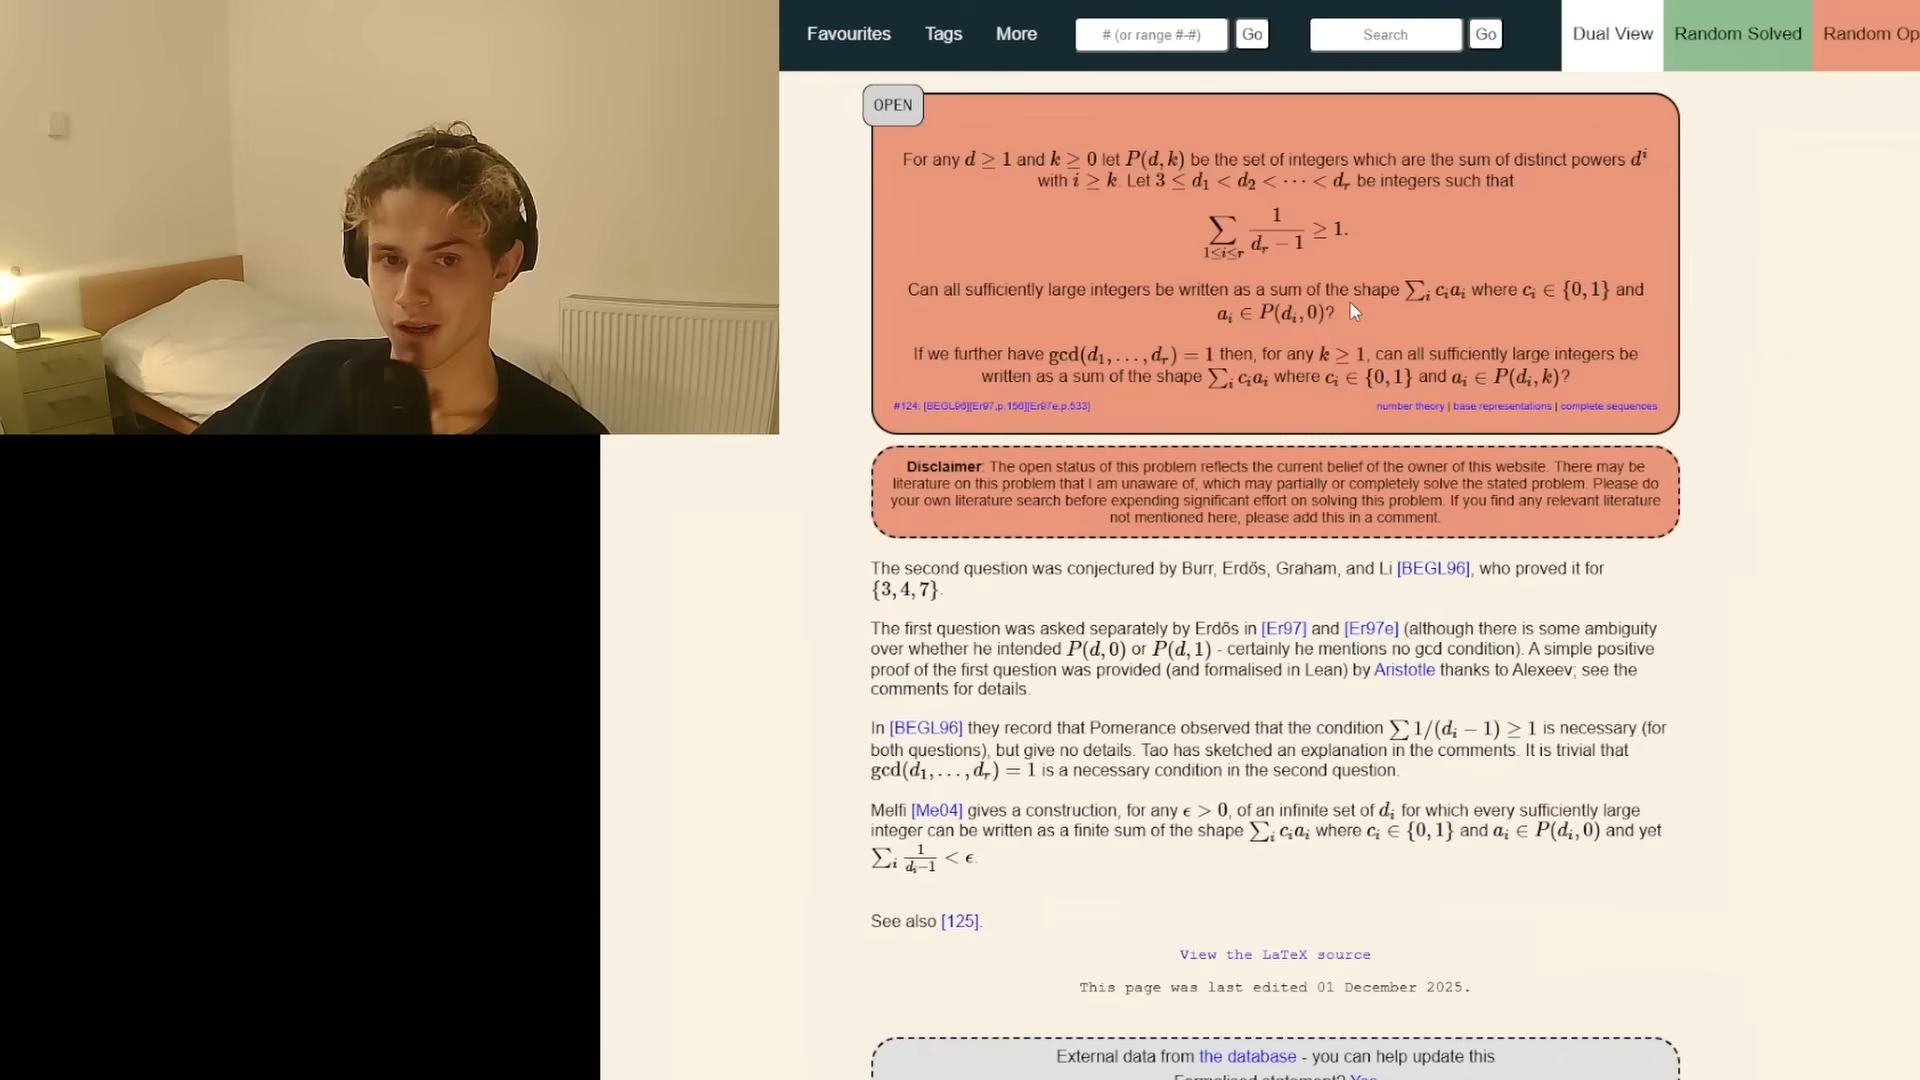 Favourites Tags More # (or range #-#) Go Search Go Dual View Random Solved Random Op
OPEN
For any d ≥ 1 and k ≥ 0 let P(d, k) be the set of integers which are the sum of distinct powers d^i
with i ≥ k. Let 3 ≤ d_1 < d_2 < ⋯ < d_r be integers such that
∑_{1≤i≤r} 1/(d_r − 1) ≥ 1.
Can all sufficiently large integers be written as a sum of the shape ∑_i c_i a_i where c_i ∈ {0, 1} and
a_i ∈ P(d_i, 0)?
If we further have gcd(d_1, …, d_r) = 1 then, for any k ≥ 1, can all sufficiently large integers be
written as a sum of the shape ∑_i c_i a_i where c_i ∈ {0, 1} and a_i ∈ P(d_i, k)?
#124: [BEGL96][Er97,p.156][Er97e,p.533] number theory | base representations | complete sequences
Disclaimer: The open status of this problem reflects the current belief of the owner of this website. There may be
literature on this problem that I am unaware of, which may partially or completely solve the stated problem. Please do
your own literature search before expending significant effort on solving this problem. If you find any relevant literature
not mentioned here, please add this in a comment.
The second question was conjectured by Burr, Erdős, Graham, and Li [BEGL96], who proved it for
{3, 4, 7}.
The first question was asked separately by Erdős in [Er97] and [Er97e] (although there is some ambiguity
over whether he intended P(d, 0) or P(d, 1) - certainly he mentions no gcd condition). A simple positive
proof of the first question was provided (and formalised in Lean) by Aristotle thanks to Alexeev; see the
comments for details.
In [BEGL96] they record that Pomerance observed that the condition ∑ 1/(d_i − 1) ≥ 1 is necessary (for
both questions), but give no details. Tao has sketched an explanation in the comments. It is trivial that
gcd(d_1, …, d_r) = 1 is a necessary condition in the second question.
Melfi [Me04] gives a construction, for any ϵ > 0, of an infinite set of d_i for which every sufficiently large
integer can be written as a finite sum of the shape ∑_i c_i a_i where c_i ∈ {0, 1} and a_i ∈ P(d_i, 0) and yet
∑_i 1/(d_i−1) < ϵ.
See also [125].
View the LaTeX source
This page was last edited 01 December 2025.
External data from the database - you can help update this
Formalised statement? Yes